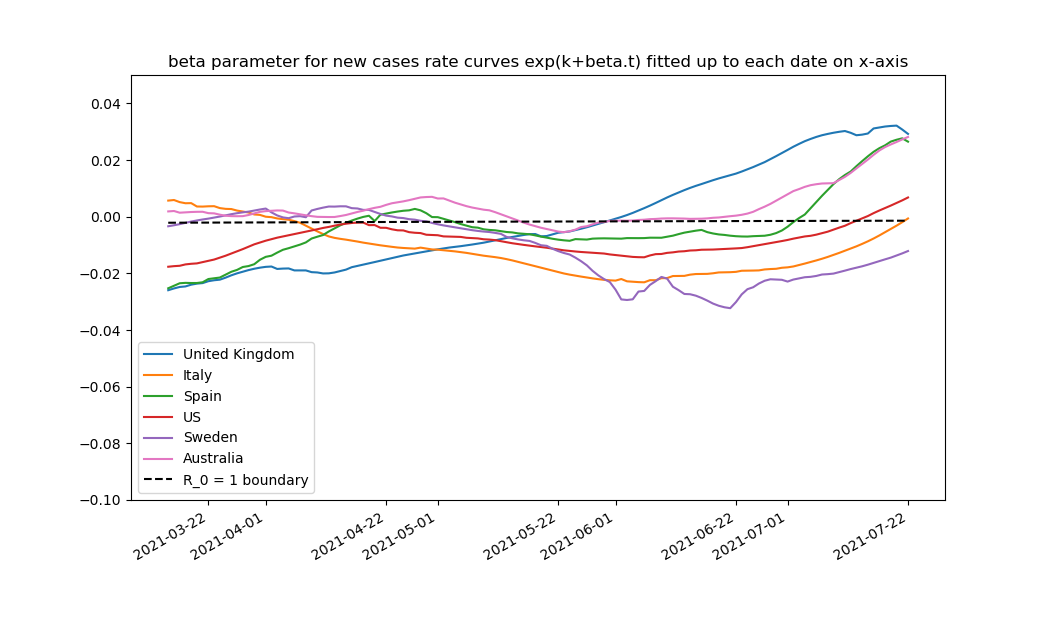 beta parameter for new cases rate curves exp(k+beta.t) fitted up to each date on x-axis
0.04
0.02
0.00
−0.02
−0.04
−0.06
−0.08
−0.10
United Kingdom
Italy
Spain
US
Sweden
Australia
R_0 = 1 boundary
2021-03-22
2021-04-01
2021-04-22
2021-05-01
2021-05-22
2021-06-01
2021-06-22
2021-07-01
2021-07-22